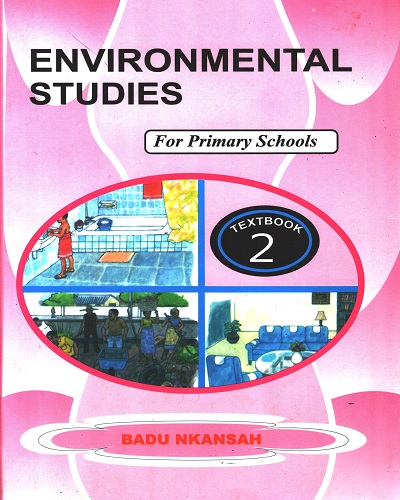 ENVIRONMENTAL
STUDIES
For Primary Schools
TEXTBOOK
2
BADU NKANSAH